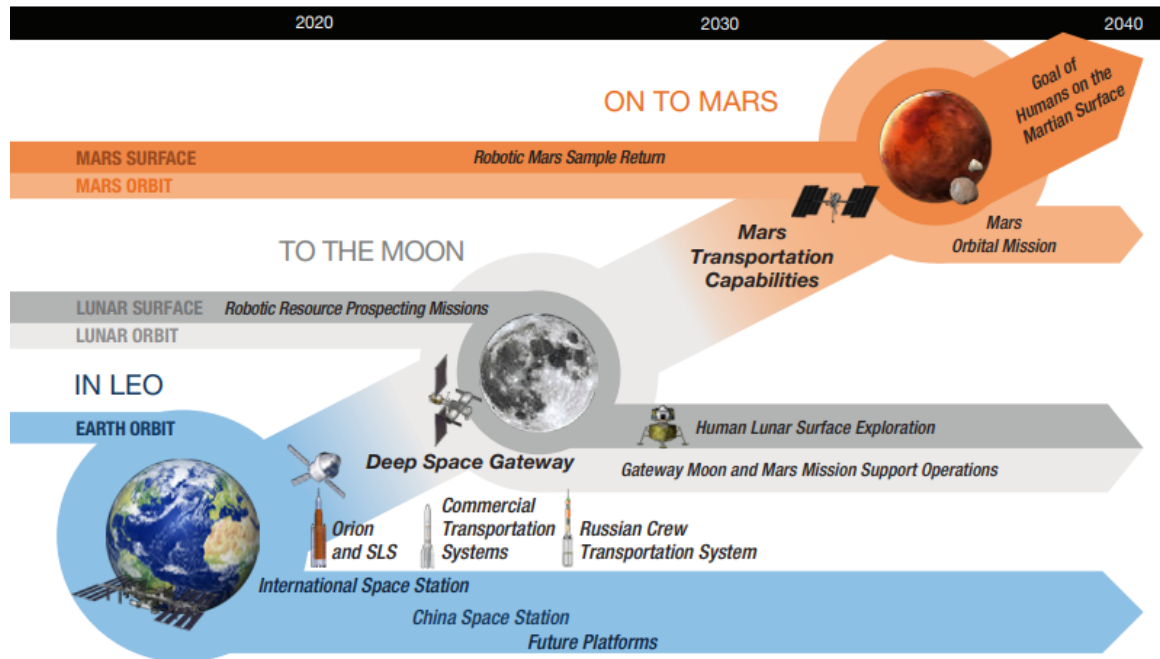 2020
2030
2040
ON TO MARS
Goal of
Humans on the
Martian Surface
MARS SURFACE
Robotic Mars Sample Return
MARS ORBIT
Mars
Transportation
Capabilities
Mars
Orbital Mission
TO THE MOON
LUNAR SURFACE
Robotic Resource Prospecting Missions
LUNAR ORBIT
IN LEO
EARTH ORBIT
Human Lunar Surface Exploration
Deep Space Gateway
Gateway Moon and Mars Mission Support Operations
Orion
and SLS
Commercial
Transportation
Systems
Russian Crew
Transportation System
International Space Station
China Space Station
Future Platforms